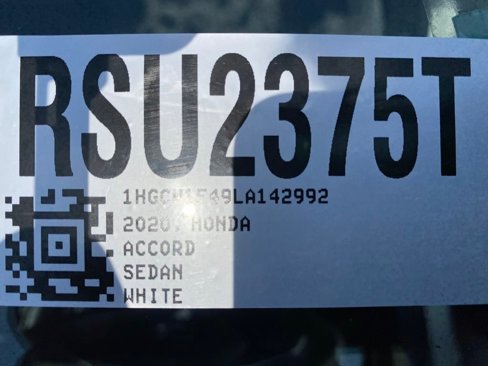 RSU2375T
1HGCV1F49LA142992
2020, HONDA
ACCORD
SEDAN
WHITE